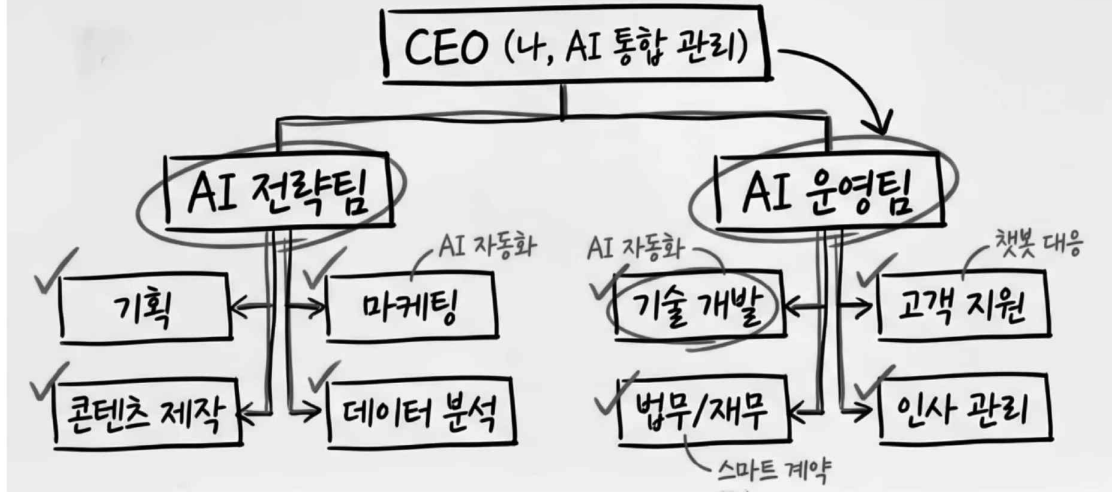 CEO (나, AI 통합 관리)
AI 전략팀
AI 운영팀
AI 자동화
AI 자동화
챗봇 대응
기획
마케팅
기술 개발
고객 지원
콘텐츠 제작
데이터 분석
법무/재무
인사 관리
스마트 계약